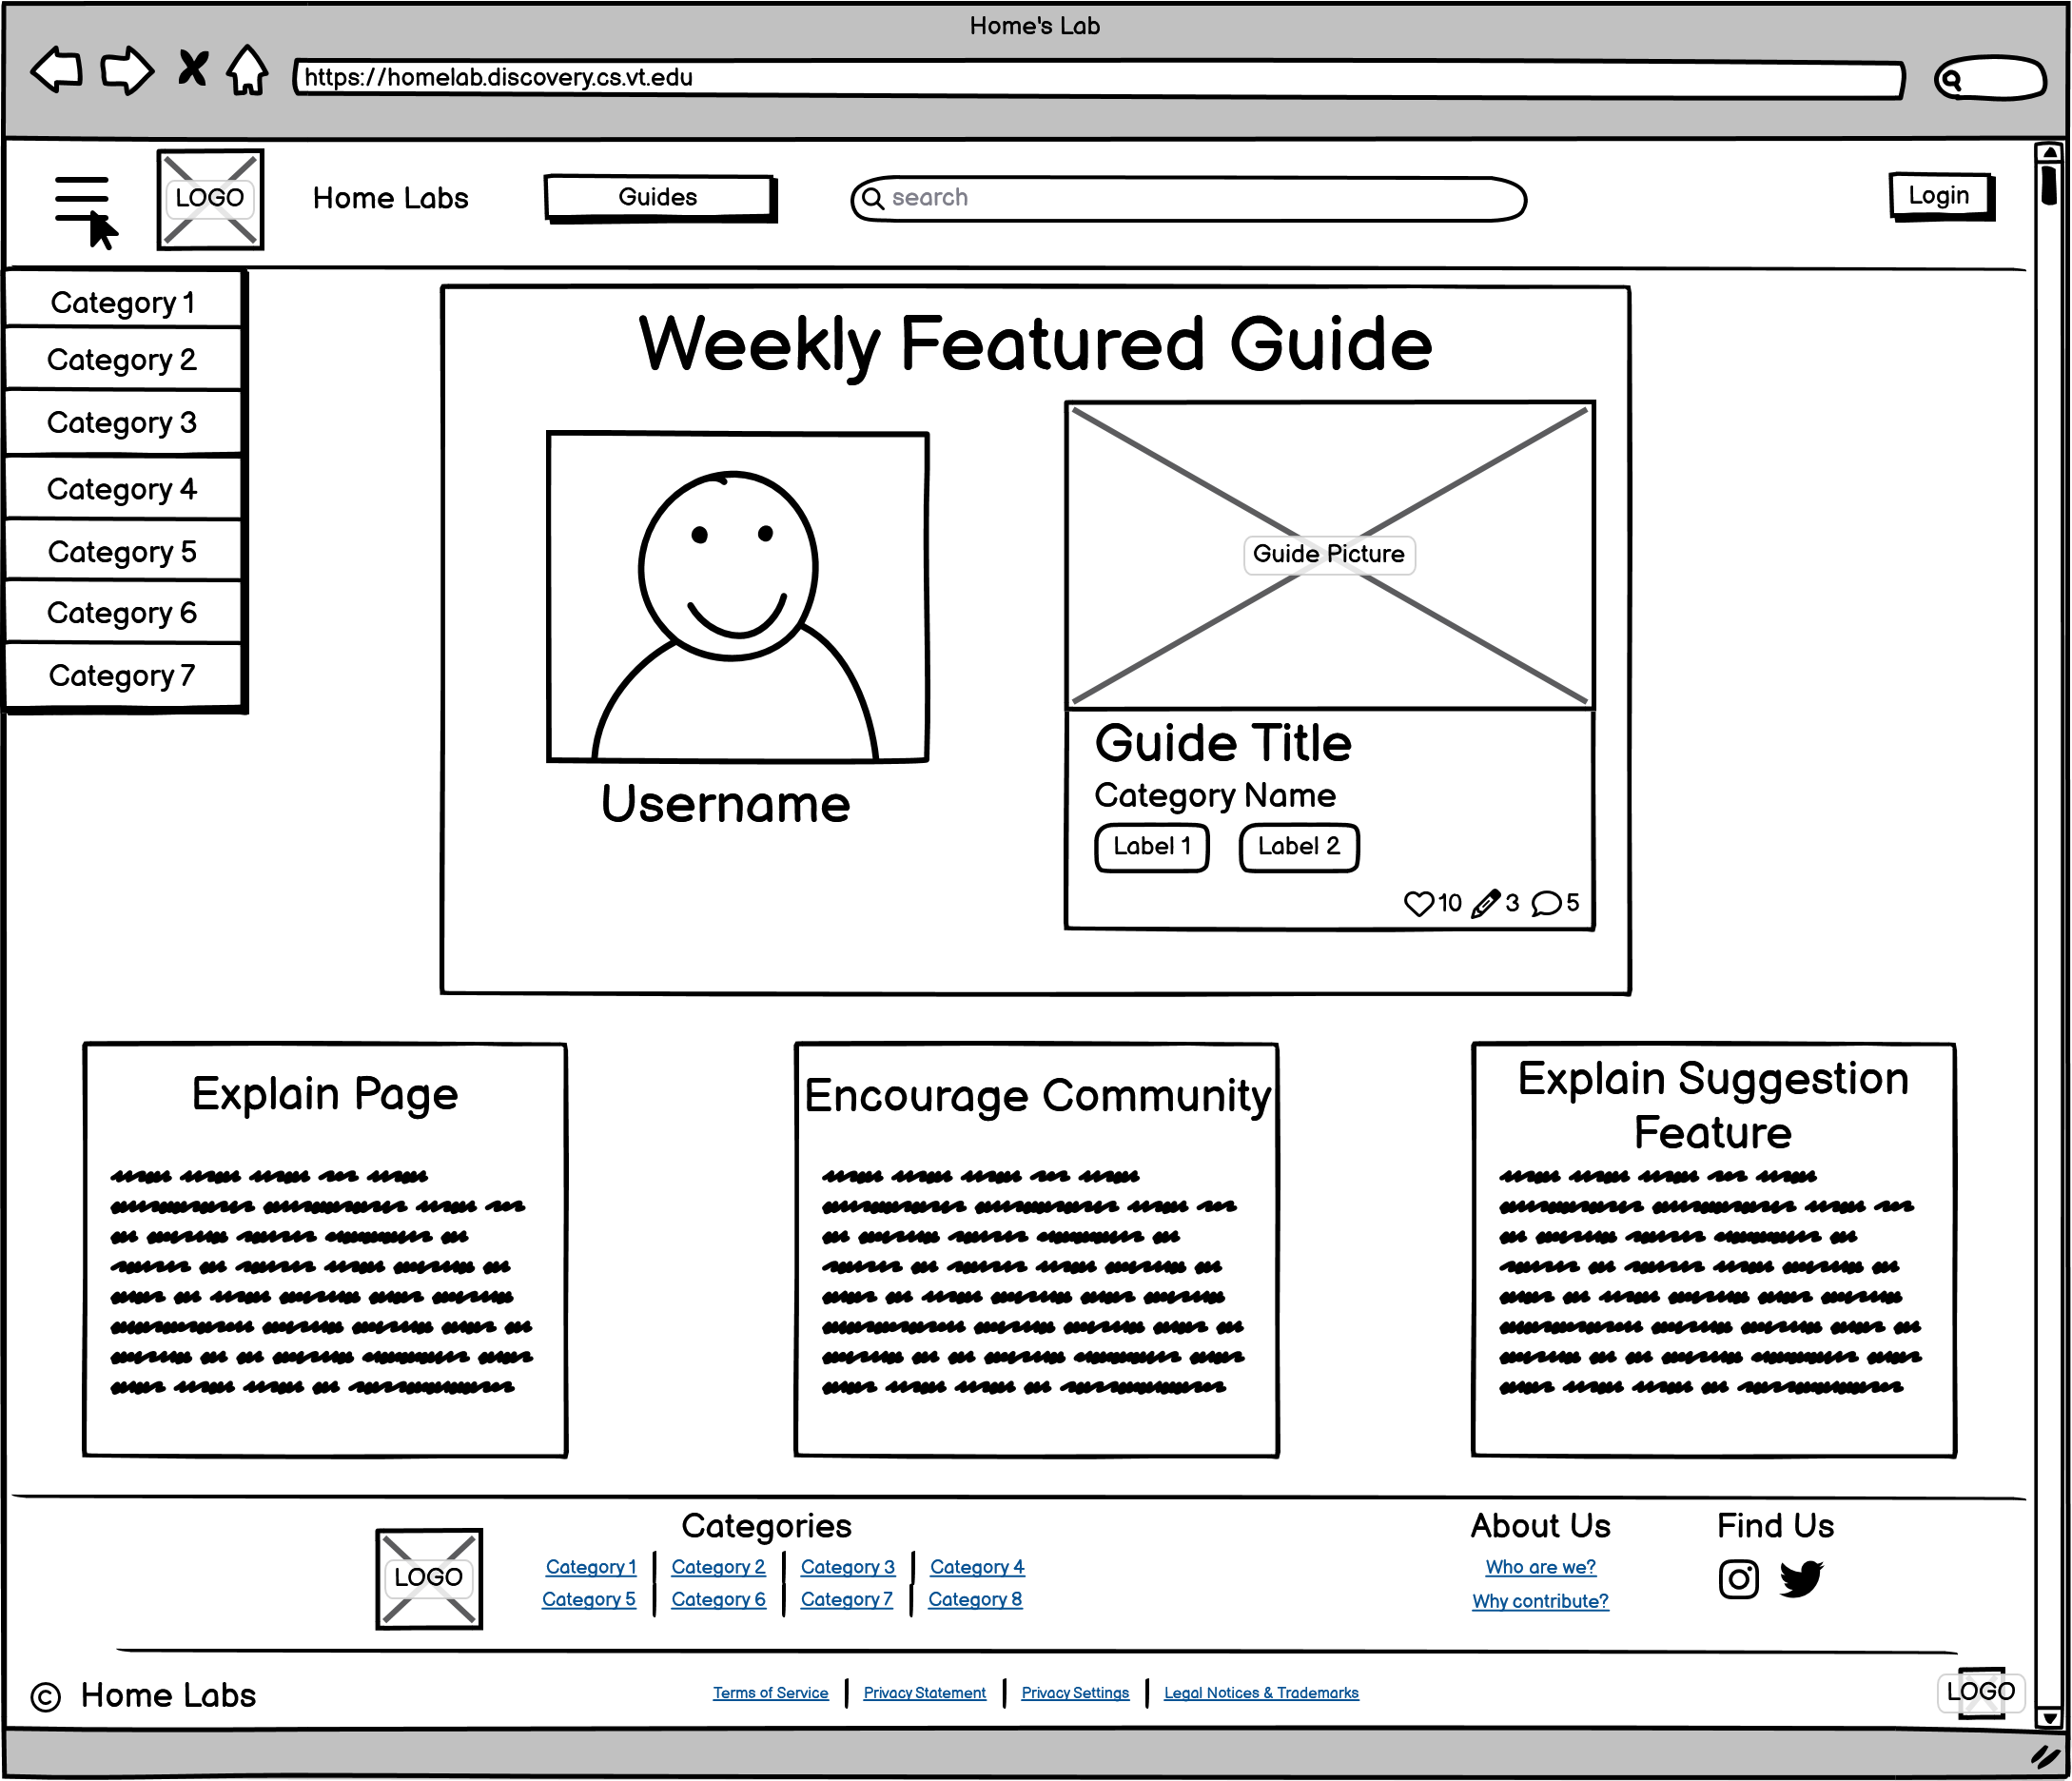 Home's Lab
https://homelab.discovery.cs.vt.edu
LOGO
Home Labs
Guides
search
Login
Category 1
Category 2
Category 3
Category 4
Category 5
Category 6
Category 7
Weekly Featured Guide
Username
Guide Picture
Guide Title
Category Name
Label 1 Label 2
10 3 5
Explain Page
Encourage Community
Explain Suggestion
Feature
LOGO
Categories
Category 1 Category 2 Category 3 Category 4
Category 5 Category 6 Category 7 Category 8
About Us
Who are we?
Why contribute?
Find Us
© Home Labs
Terms of Service Privacy Statement Privacy Settings Legal Notices & Trademarks
LOGO